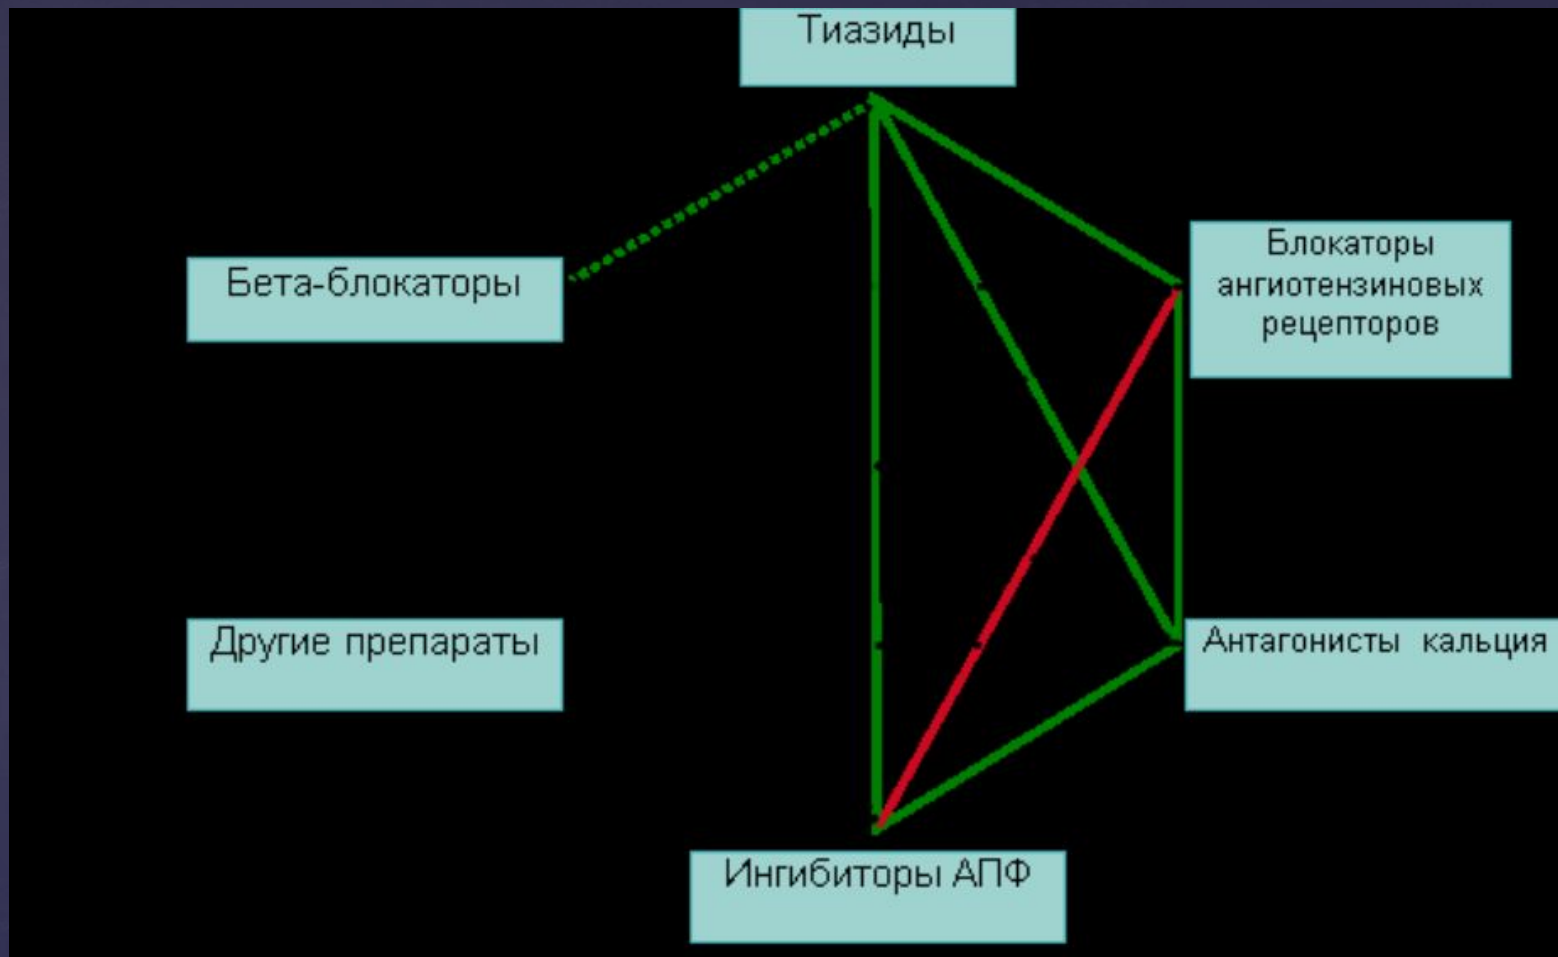 Тиазиды
Бета-блокаторы
Блокаторы
ангиотензиновых
рецепторов
Другие препараты
Антагонисты кальция
Ингибиторы АПФ